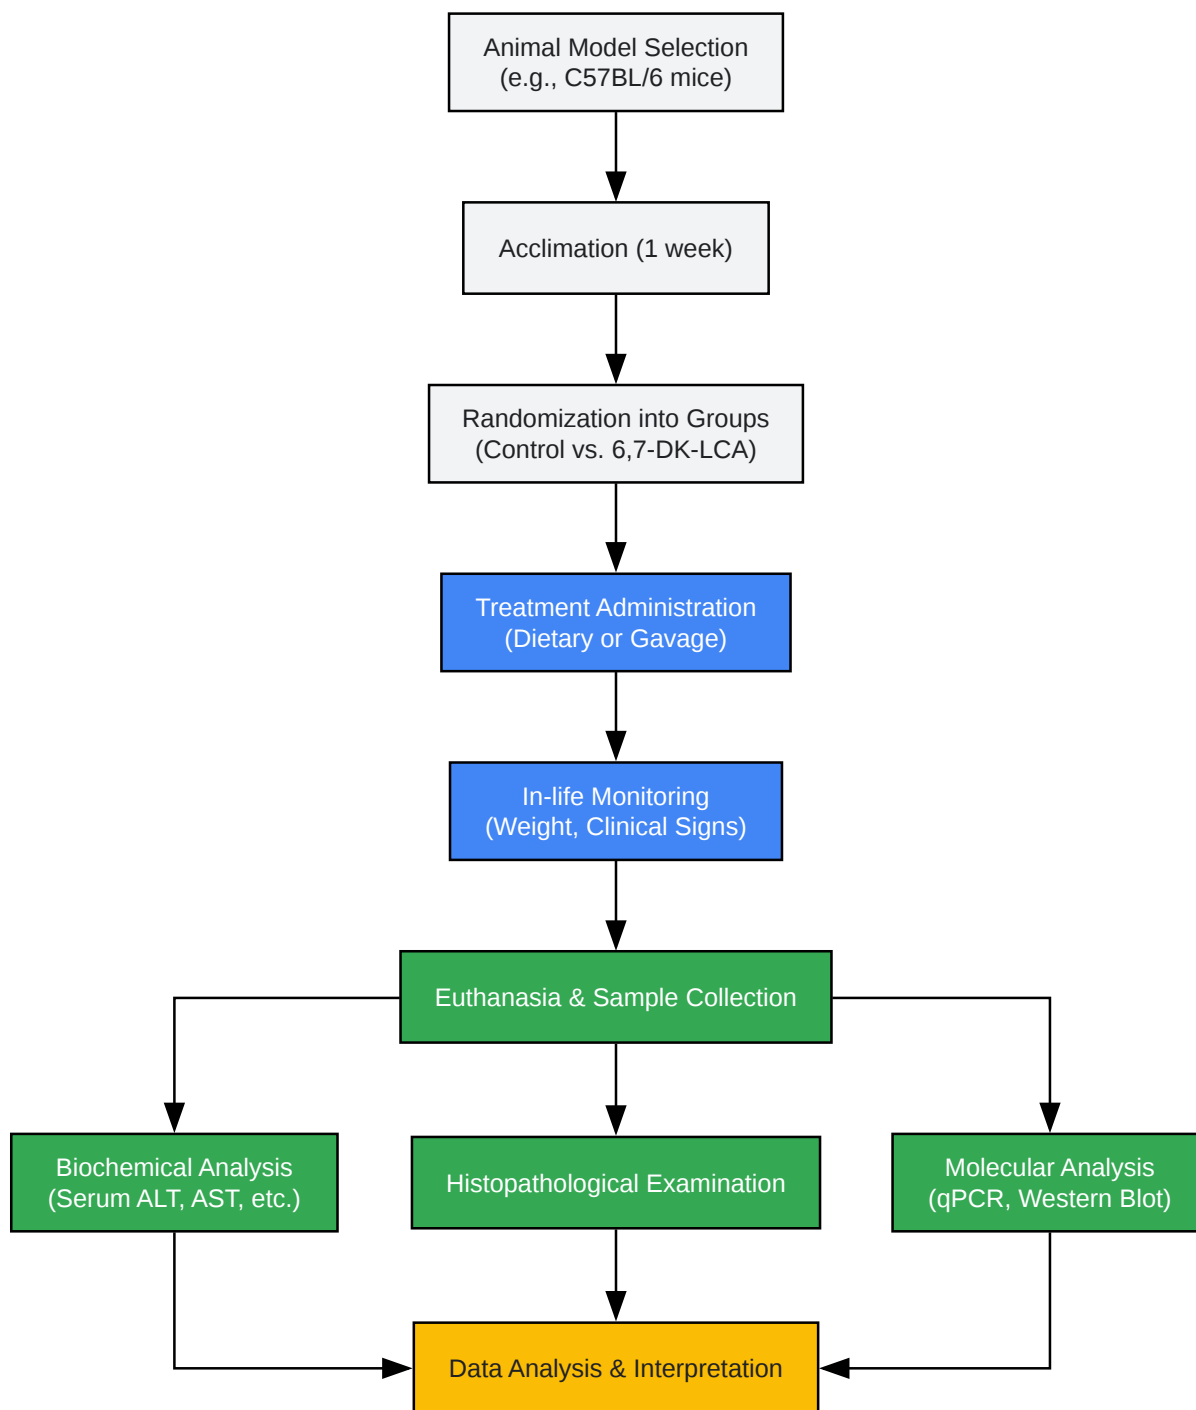 Animal Model Selection
(e.g., C57BL/6 mice)
Acclimation (1 week)
Randomization into Groups
(Control vs. 6,7-DK-LCA)
Treatment Administration
(Dietary or Gavage)
In-life Monitoring
(Weight, Clinical Signs)
Euthanasia & Sample Collection
Biochemical Analysis
(Serum ALT, AST, etc.)
Histopathological Examination
Molecular Analysis
(qPCR, Western Blot)
Data Analysis & Interpretation